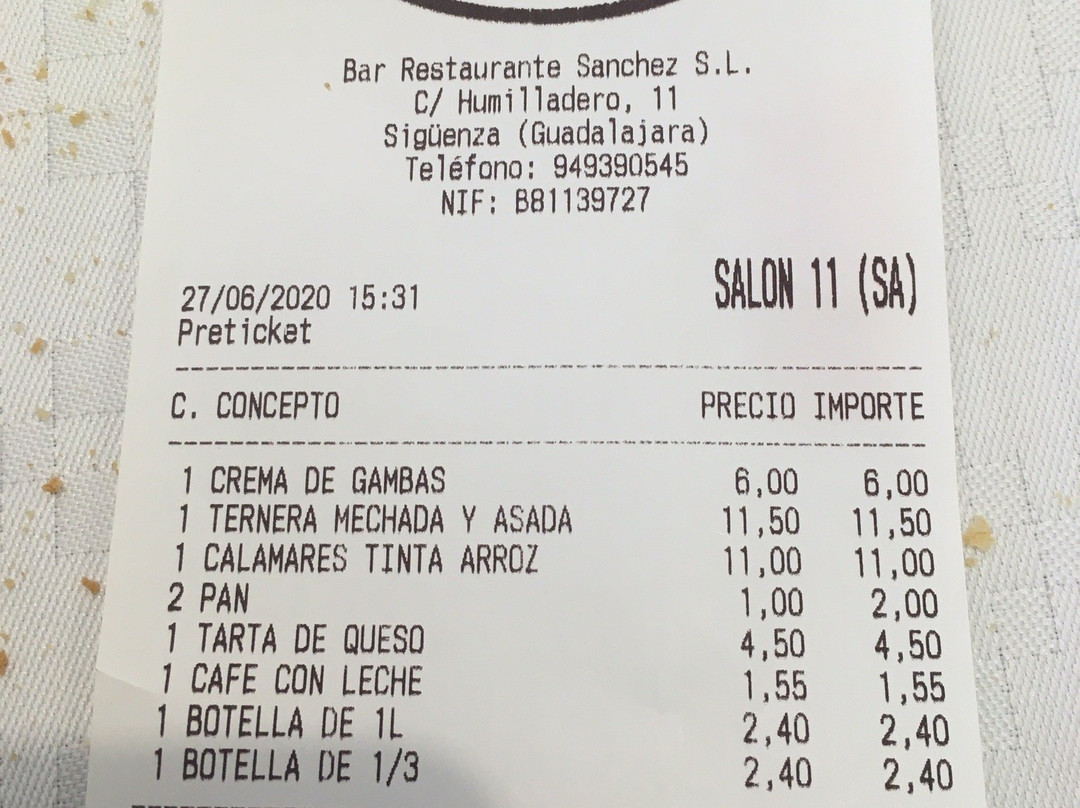 Bar Restaurante Sanchez S.L.
C/ Humilladero, 11
Sigüenza (Guadalajara)
Teléfono: 949390545
NIF: B81139727
SALON 11 (SA)
27/06/2020 15:31
Preticket
C. CONCEPTO PRECIO IMPORTE
1 CREMA DE GAMBAS 6,00 6,00
1 TERNERA MECHADA Y ASADA 11,50 11,50
1 CALAMARES TINTA ARROZ 11,00 11,00
2 PAN 1,00 2,00
1 TARTA DE QUESO 4,50 4,50
1 CAFE CON LECHE 1,55 1,55
1 BOTELLA DE 1L 2,40 2,40
1 BOTELLA DE 1/3 2,40 2,40